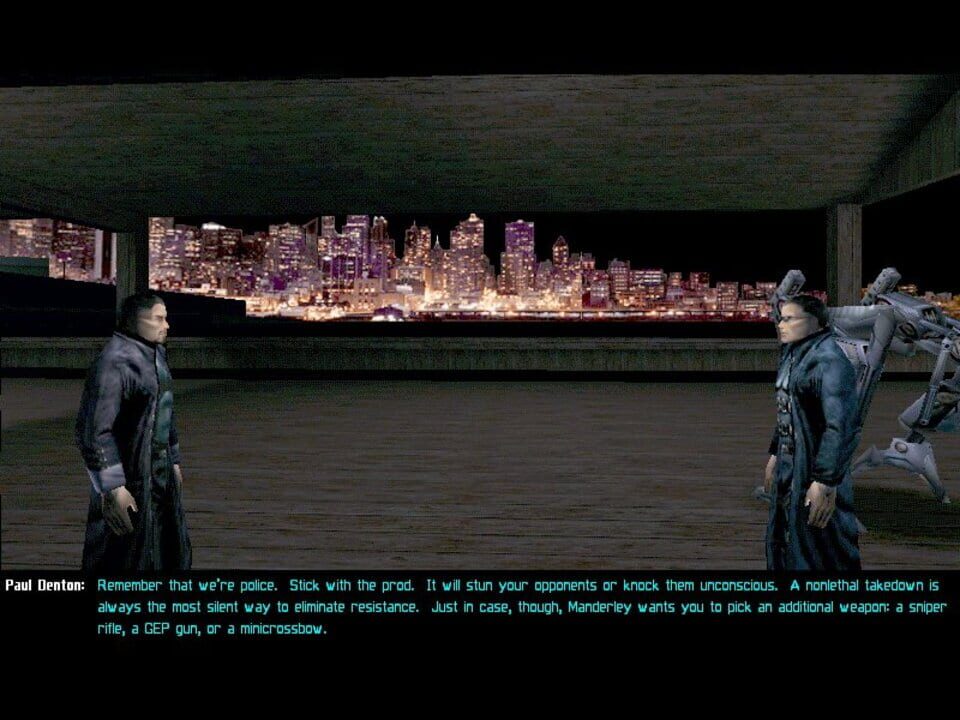 Paul Denton: Remember that we're police. Stick with the prod. It will stun your opponents or knock them unconscious. A nonlethal takedown is
always the most silent way to eliminate resistance. Just in case, though, Manderley wants you to pick an additional weapon: a sniper
rifle, a GEP gun, or a minicrossbow.